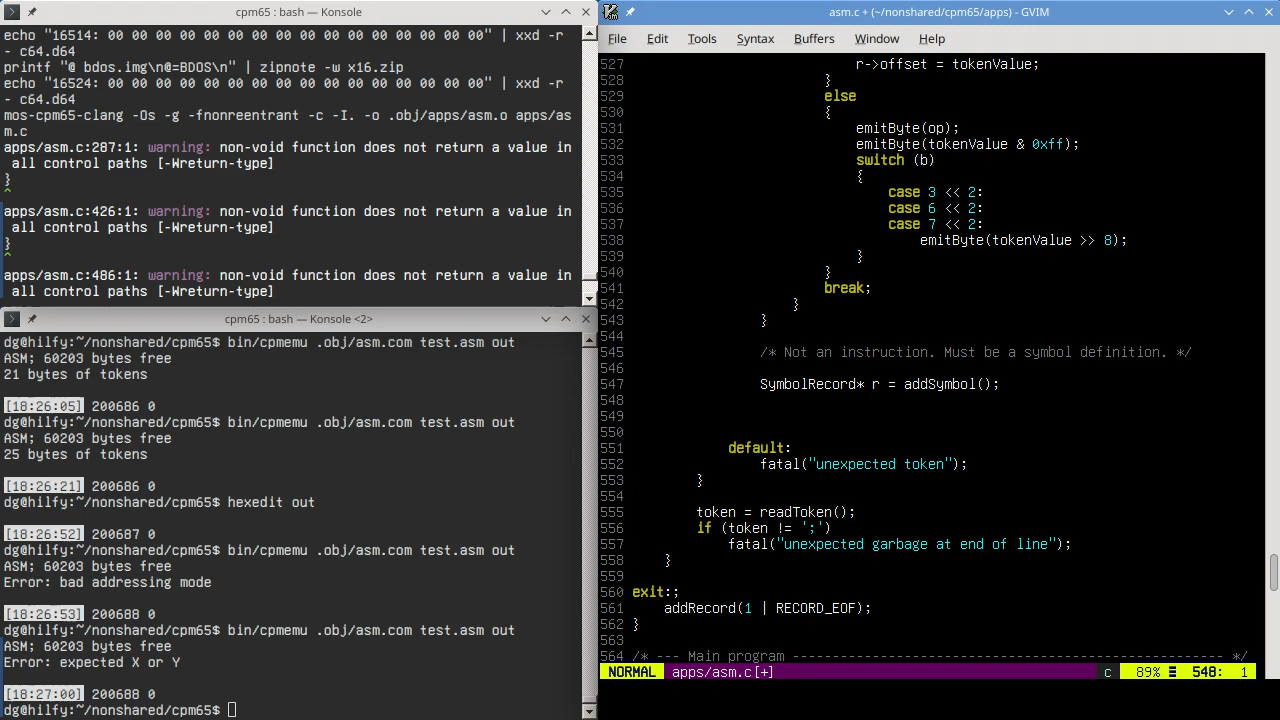 cpm65 : bash — Konsole
echo "16514: 00 00 00 00 00 00 00 00 00 00 00 00 00 00 00 00" | xxd -r
- c64.d64
printf "@ bdos.img\n@=BDOS\n" | zipnote -w x16.zip
echo "16524: 00 00 00 00 00 00 00 00 00 00 00 00 00 00 00 00" | xxd -r
- c64.d64
mos-cpm65-clang -Os -g -fnonreentrant -c -I. -o .obj/apps/asm.o apps/as
m.c
apps/asm.c:287:1: warning: non-void function does not return a value in
all control paths [-Wreturn-type]
}
^
apps/asm.c:426:1: warning: non-void function does not return a value in
all control paths [-Wreturn-type]
}
^
apps/asm.c:486:1: warning: non-void function does not return a value in
all control paths [-Wreturn-type]
cpm65 : bash — Konsole <2>
dg@hilfy:~/nonshared/cpm65$ bin/cpmemu .obj/asm.com test.asm out
ASM; 60203 bytes free
21 bytes of tokens
[18:26:05] 200686 0
dg@hilfy:~/nonshared/cpm65$ bin/cpmemu .obj/asm.com test.asm out
ASM; 60203 bytes free
25 bytes of tokens
[18:26:21] 200686 0
dg@hilfy:~/nonshared/cpm65$ hexedit out
[18:26:52] 200687 0
dg@hilfy:~/nonshared/cpm65$ bin/cpmemu .obj/asm.com test.asm out
ASM; 60203 bytes free
Error: bad addressing mode
[18:26:53] 200688 0
dg@hilfy:~/nonshared/cpm65$ bin/cpmemu .obj/asm.com test.asm out
ASM; 60203 bytes free
Error: expected X or Y
[18:27:00] 200688 0
dg@hilfy:~/nonshared/cpm65$
asm.c + (~/nonshared/cpm65/apps) - GVIM
File Edit Tools Syntax Buffers Window Help
527 r->offset = tokenValue;
528 }
529 else
530 {
531 emitByte(op);
532 emitByte(tokenValue & 0xff);
533 switch (b)
534 {
535 case 3 << 2:
536 case 6 << 2:
537 case 7 << 2:
538 emitByte(tokenValue >> 8);
539 }
540 }
541 break;
542 }
543 }
544
545 /* Not an instruction. Must be a symbol definition. */
546
547 SymbolRecord* r = addSymbol();
548
549
550
551 default:
552 fatal("unexpected token");
553 }
554
555 token = readToken();
556 if (token != ';')
557 fatal("unexpected garbage at end of line");
558 }
559
560 exit:;
561 addRecord(1 | RECORD_EOF);
562 }
563
564 /* --- Main program ------------------------------------------------------ */
NORMAL apps/asm.c[+] c 89% ☰ 548: 1